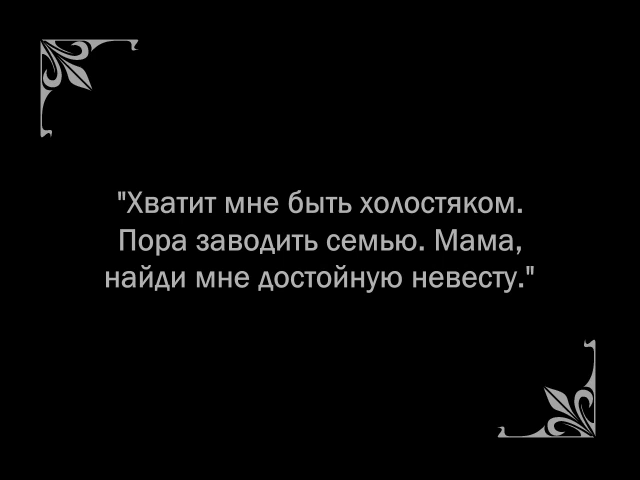 "Хватит мне быть холостяком.
Пора заводить семью. Мама,
найди мне достойную невесту."